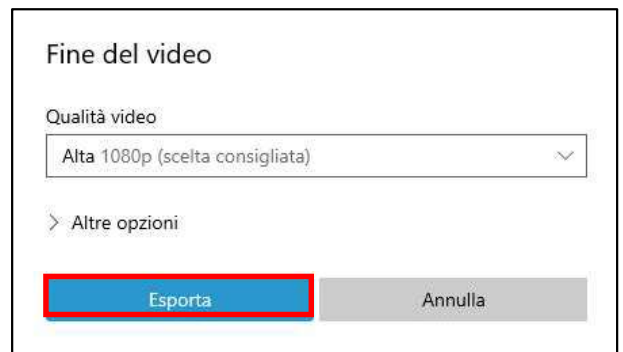 Fine del video
Qualità video
Alta 1080p (scelta consigliata)
Altre opzioni
Esporta
Annulla